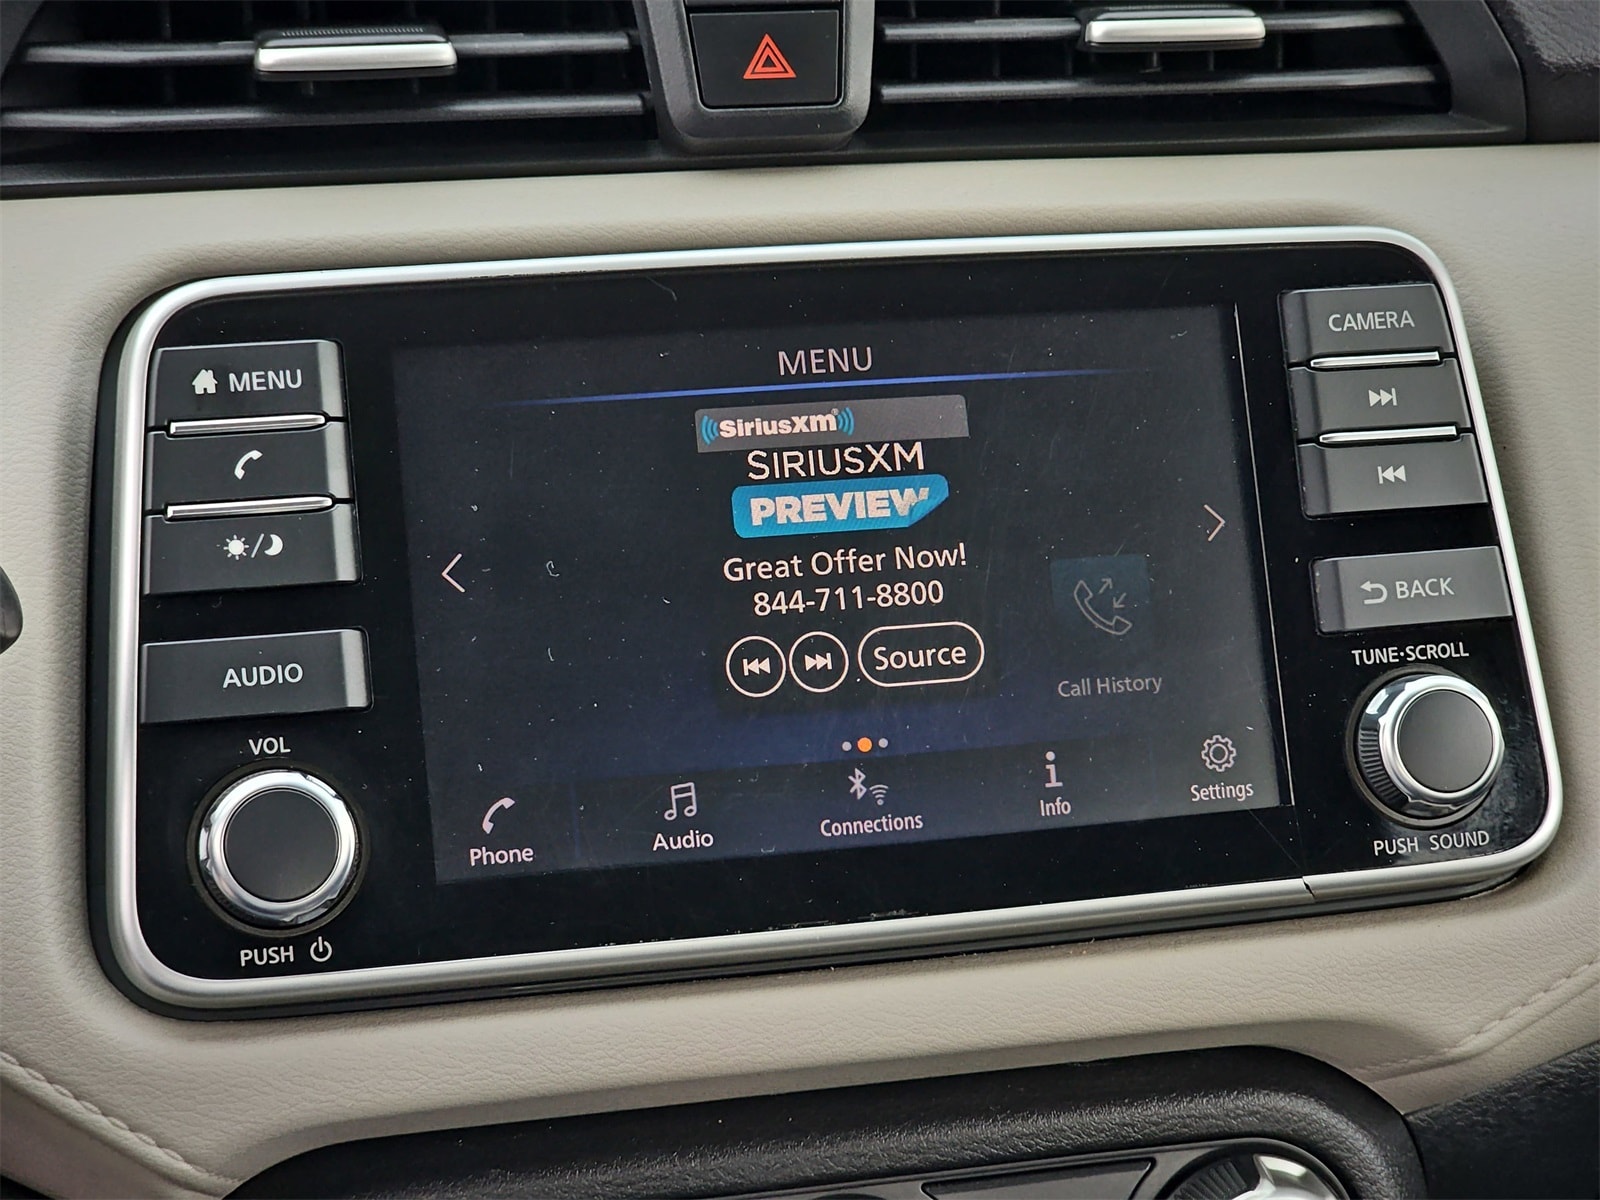 MENU
AUDIO
VOL
PUSH
MENU
SiriusXM
SIRIUSXM
PREVIEW
Great Offer Now!
844-711-8800
Source
Call History
Phone
Audio
Connections
Info
Settings
CAMERA
BACK
TUNE·SCROLL
PUSH SOUND